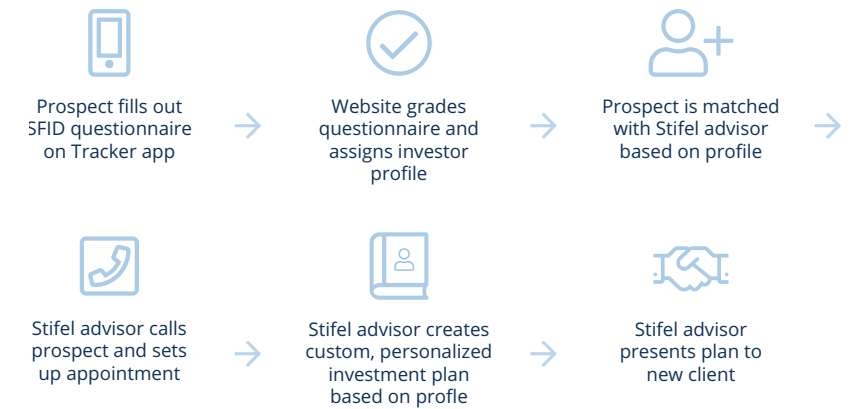 Prospect fills out
SFID questionnaire
on Tracker app
Website grades
questionnaire and
assigns investor
profile
Prospect is matched
with Stifel advisor
based on profile
Stifel advisor calls
prospect and sets
up appointment
Stifel advisor creates
custom, personalized
investment plan
based on profle
Stifel advisor
presents plan to
new client